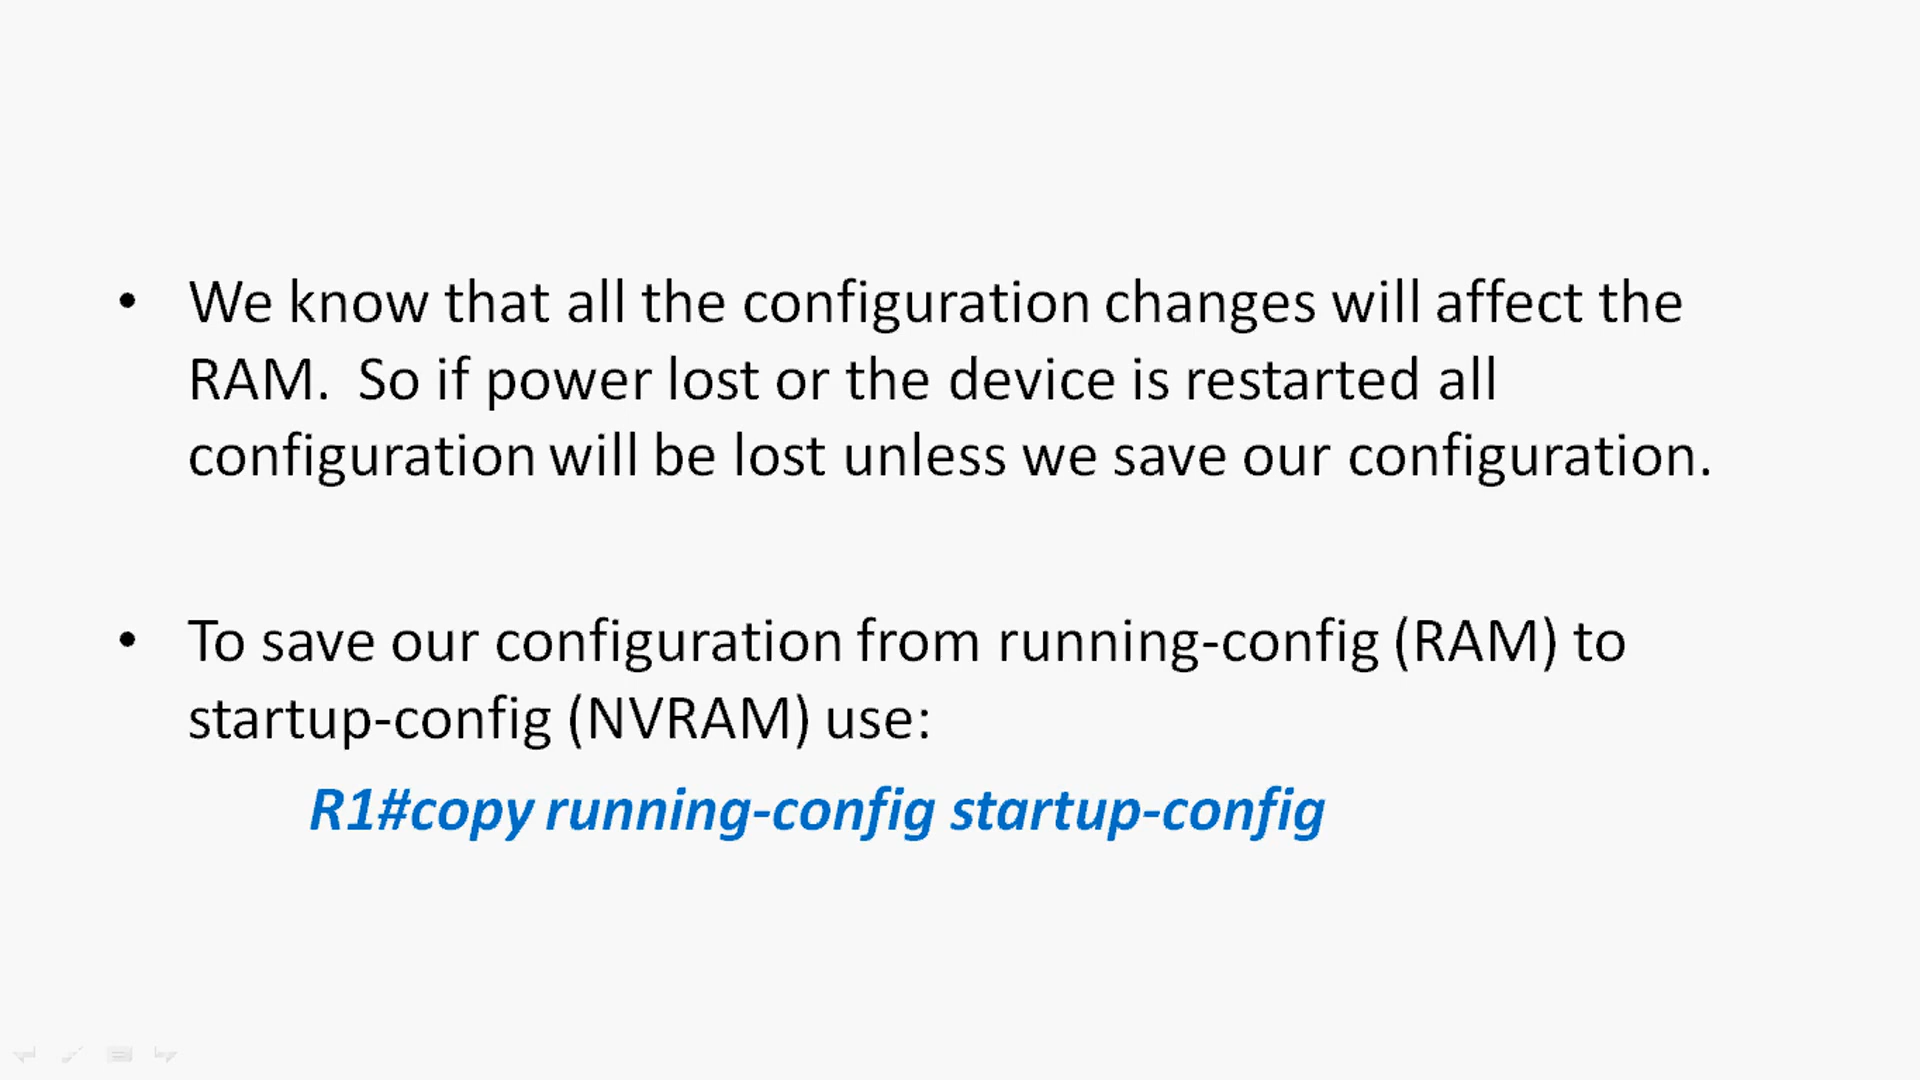 • We know that all the configuration changes will affect the
RAM.  So if power lost or the device is restarted all
configuration will be lost unless we save our configuration.
• To save our configuration from running-config (RAM) to
startup-config (NVRAM) use:
R1#copy running-config startup-config